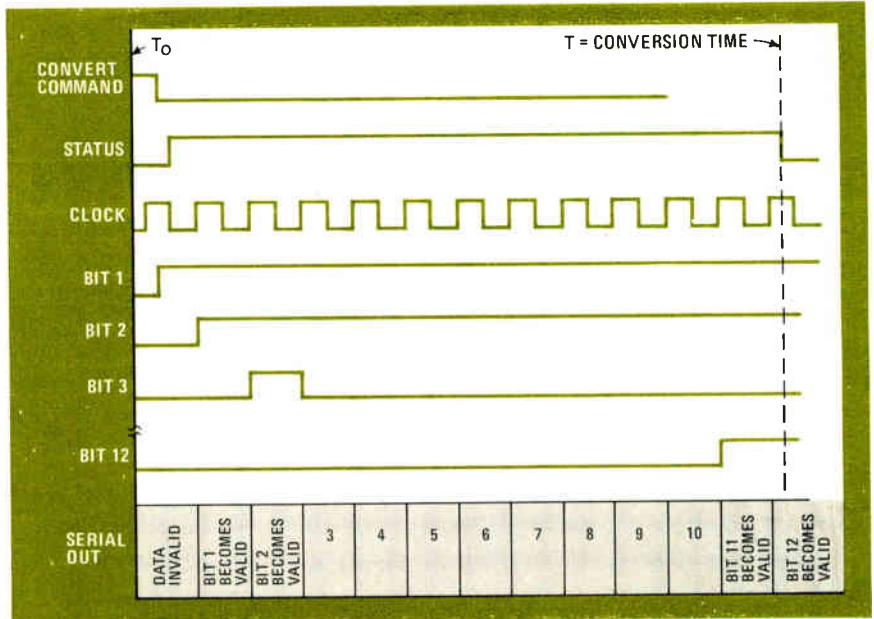 T0
T = CONVERSION TIME
CONVERT
COMMAND
STATUS
CLOCK
BIT 1
BIT 2
BIT 3
BIT 12
SERIAL
OUT
DATA
INVALID
BIT 1
BECOMES
VALID
BIT 2
BECOMES
VALID
3
4
5
6
7
8
9
10
BIT 11
BECOMES
VALID
BIT 12
BECOMES
VALID